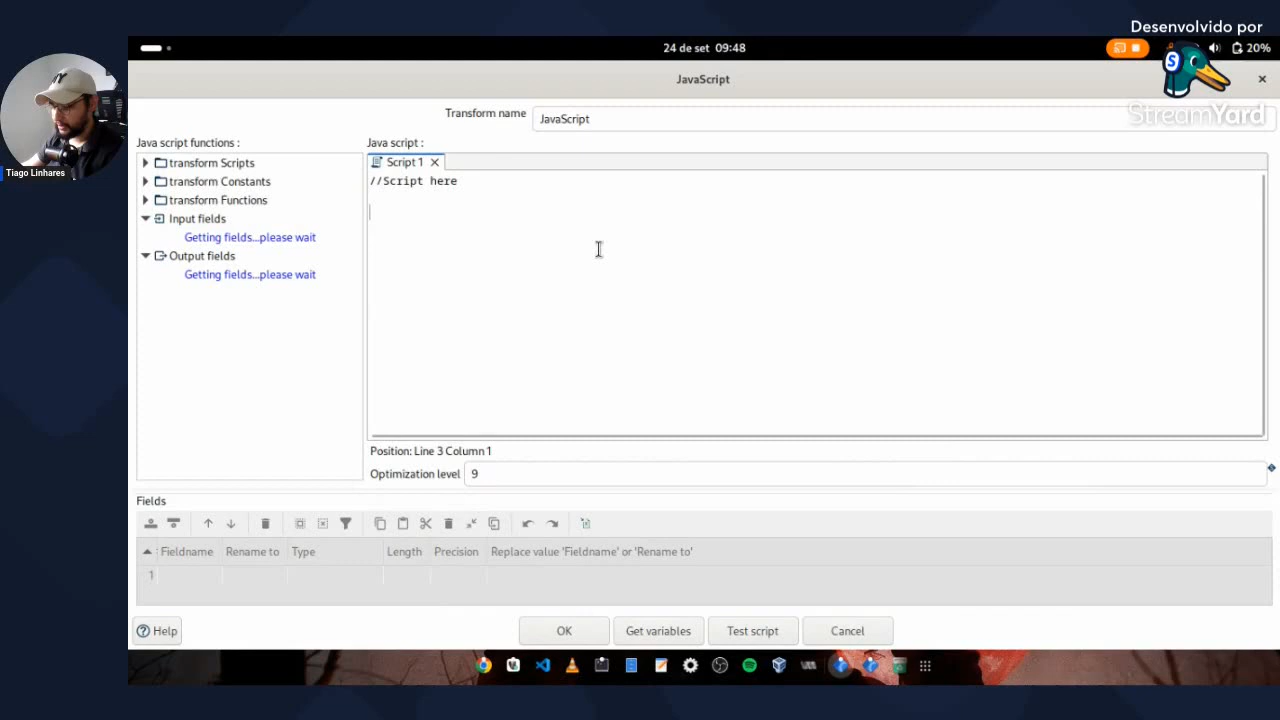 Desenvolvido por
StreamYard
24 de set 09:48
20%
JavaScript
Tiago Linhares
Transform name
JavaScript
Java script functions :
Java script :
transform Scripts
transform Constants
transform Functions
Input fields
Getting fields...please wait
Output fields
Getting fields...please wait
Script 1
//Script here
Position: Line 3 Column 1
Optimization level
9
Fields
Fieldname
Rename to
Type
Length
Precision
Replace value 'Fieldname' or 'Rename to'
1
Help
OK
Get variables
Test script
Cancel